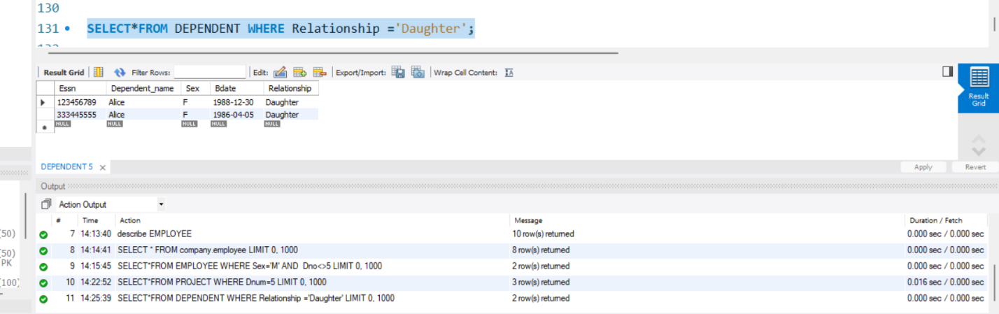 130
131 SELECT*FROM DEPENDENT WHERE Relationship ='Daughter';
Result Grid Filter Rows: Edit: Export/Import: Wrap Cell Content: IA
Essn Dependent_name Sex Bdate Relationship
123456789 Alice F 1988-12-30 Daughter
333445555 Alice F 1986-04-05 Daughter
NULL NULL NULL NULL NULL
Result
Grid
DEPENDENT 5
Apply Revert
Output
Action Output
# Time Action Message Duration / Fetch
7 14:13:40 describe EMPLOYEE 10 row(s) returned 0.000 sec / 0.000 sec
8 14:14:41 SELECT * FROM company.employee LIMIT 0, 1000 8 row(s) returned 0.000 sec / 0.000 sec
9 14:15:45 SELECT*FROM EMPLOYEE WHERE Sex='M' AND Dno<>5 LIMIT 0, 1000 2 row(s) returned 0.000 sec / 0.000 sec
10 14:22:52 SELECT*FROM PROJECT WHERE Dnum=5 LIMIT 0, 1000 3 row(s) returned 0.016 sec / 0.000 sec
11 14:25:39 SELECT*FROM DEPENDENT WHERE Relationship ='Daughter' LIMIT 0, 1000 2 row(s) returned 0.000 sec / 0.000 sec
(50)
(50)
PK
(100)